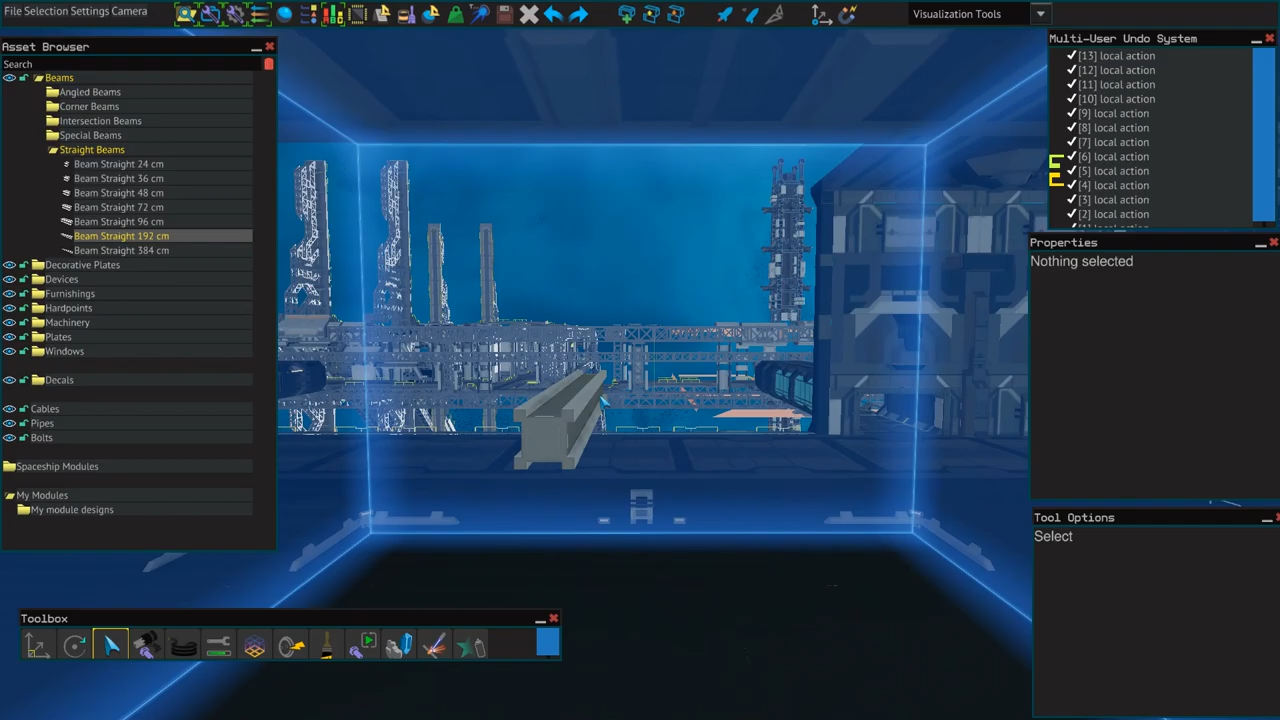 File Selection Settings Camera
Visualization Tools
Asset Browser
Search
Beams
Angled Beams
Corner Beams
Intersection Beams
Special Beams
Straight Beams
Beam Straight 24 cm
Beam Straight 36 cm
Beam Straight 48 cm
Beam Straight 72 cm
Beam Straight 96 cm
Beam Straight 192 cm
Beam Straight 384 cm
Decorative Plates
Devices
Furnishings
Hardpoints
Machinery
Plates
Windows
Decals
Cables
Pipes
Bolts
Spaceship Modules
My Modules
My module designs
Toolbox
Multi-User Undo System
[13] local action
[12] local action
[11] local action
[10] local action
[9] local action
[8] local action
[7] local action
[6] local action
[5] local action
[4] local action
[3] local action
[2] local action
Properties
Nothing selected
Tool Options
Select